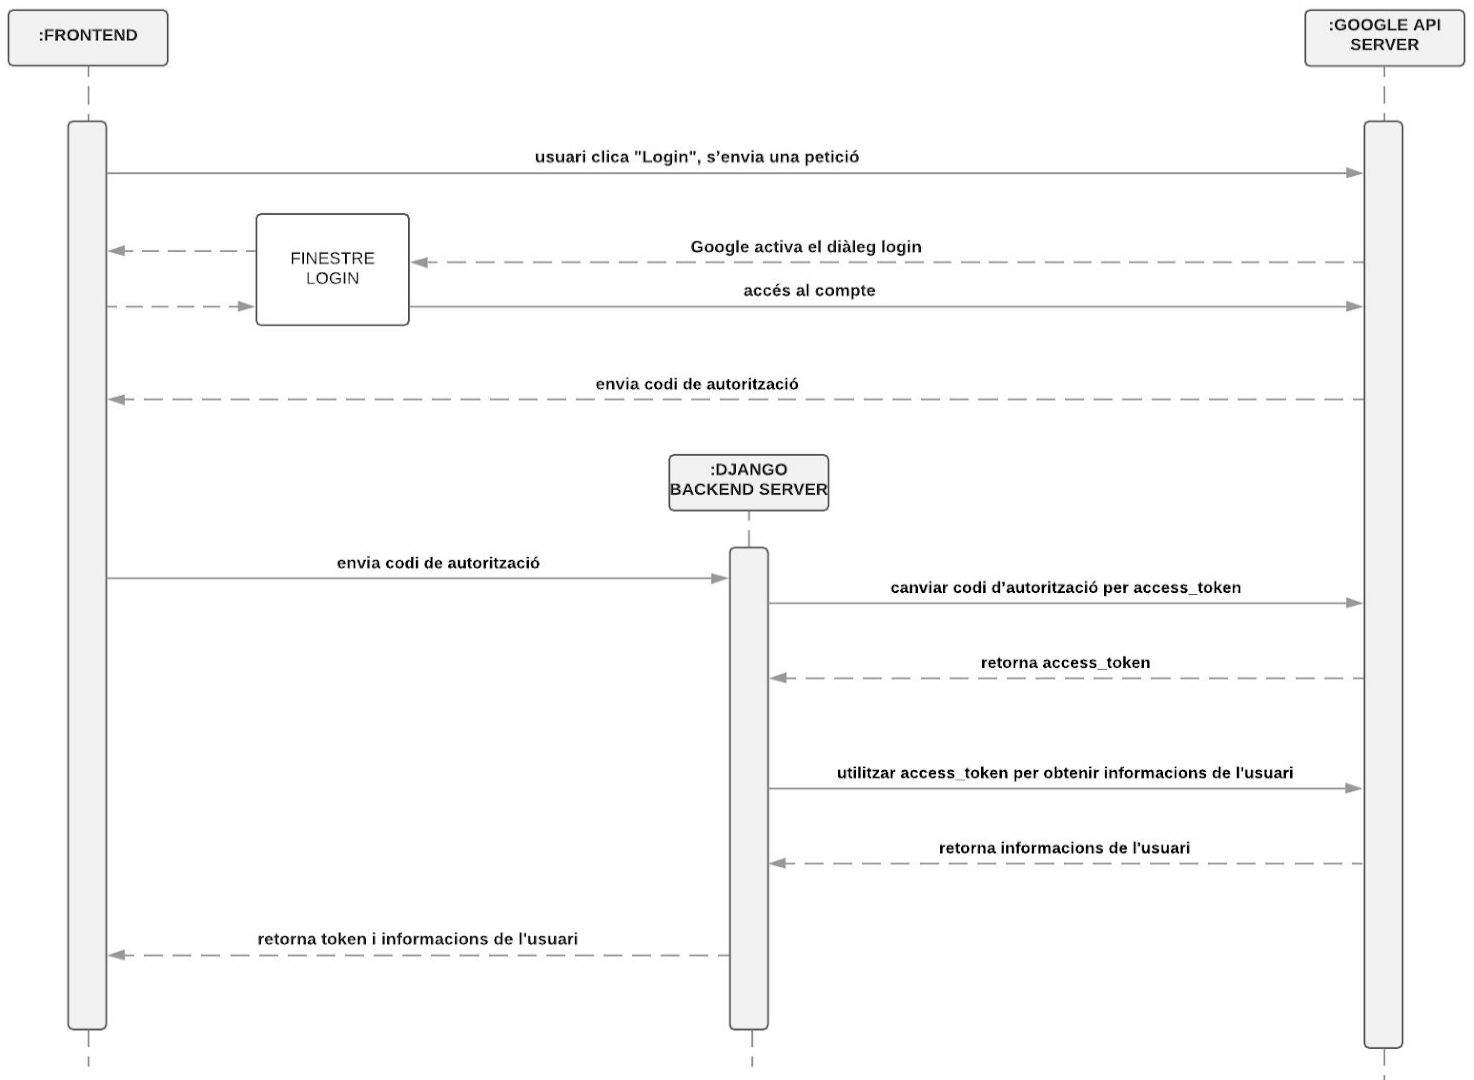 :FRONTEND
:GOOGLE API
SERVER
usuari clica "Login", s’envia una petició
FINESTRE
LOGIN
Google activa el diàleg login
accés al compte
envia codi de autorització
:DJANGO
BACKEND SERVER
envia codi de autorització
canviar codi d’autorització per access_token
retorna access_token
utilitzar access_token per obtenir informacions de l'usuari
retorna informacions de l'usuari
retorna token i informacions de l'usuari